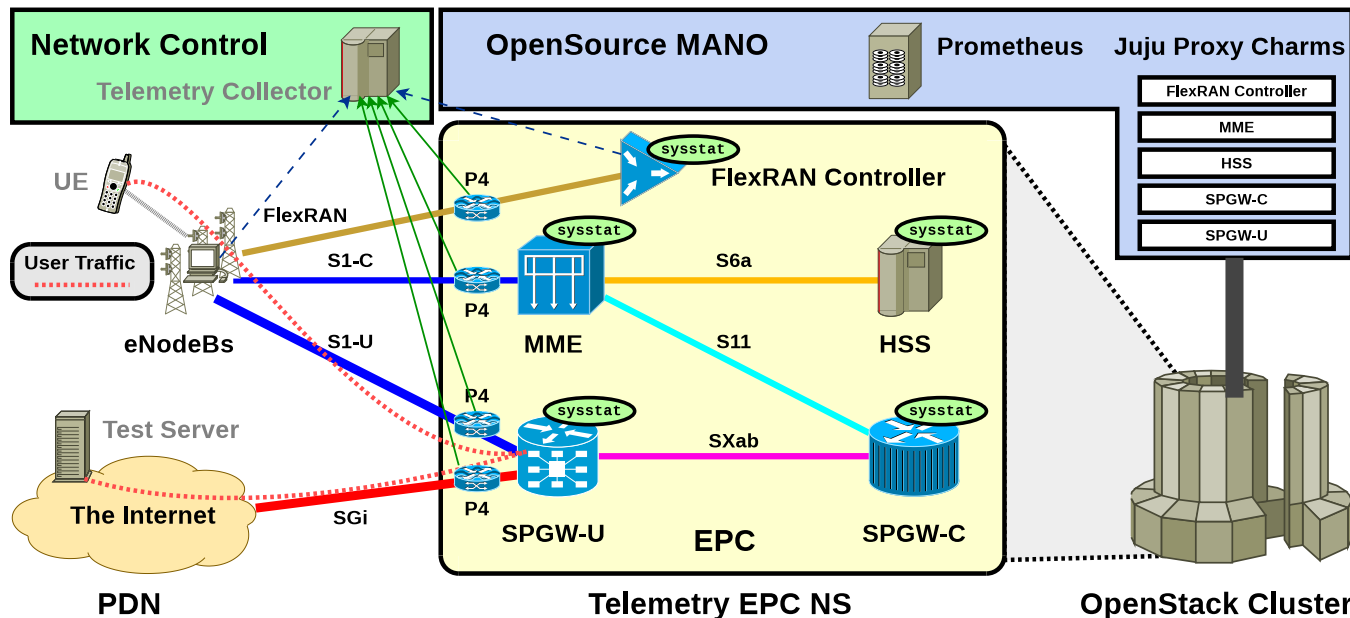 Network Control
Telemetry Collector
OpenSource MANO
Prometheus
Juju Proxy Charms
FlexRAN Controller
MME
HSS
SPGW-C
SPGW-U
UE
User Traffic
eNodeBs
FlexRAN
S1-C
S1-U
P4
P4
P4
P4
sysstat
FlexRAN Controller
sysstat
MME
S6a
sysstat
HSS
S11
sysstat
SPGW-U
SXab
sysstat
SPGW-C
EPC
Test Server
The Internet
SGi
PDN
Telemetry EPC NS
OpenStack Cluster